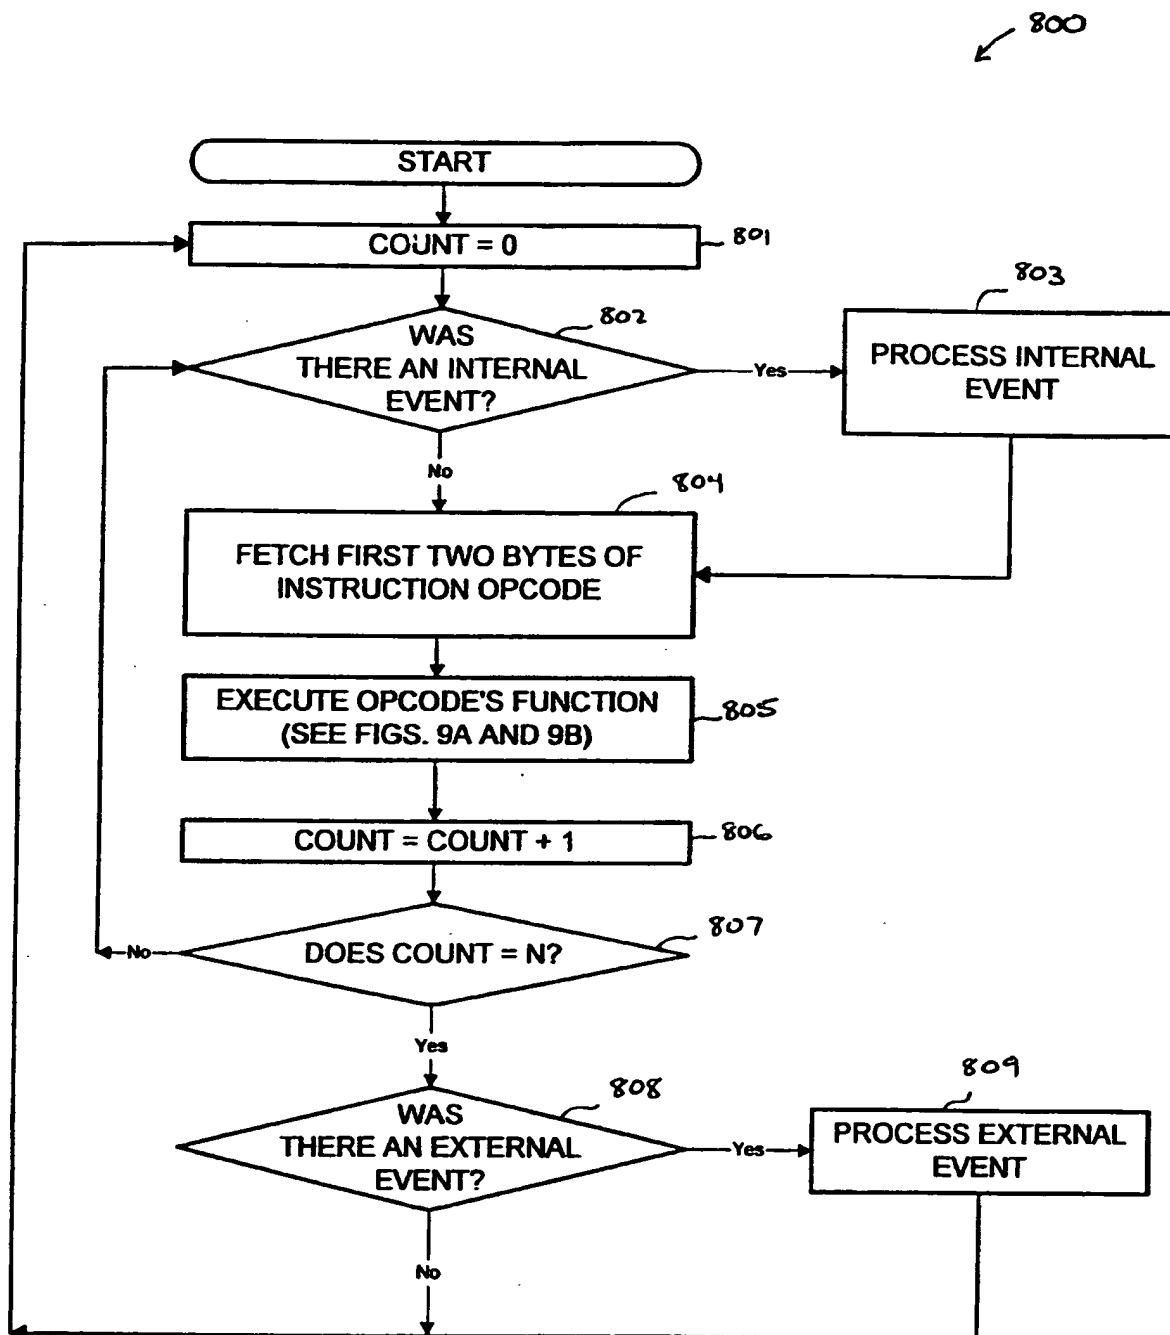 800
START
COUNT = 0
801
WAS
THERE AN INTERNAL
EVENT?
802
Yes
803
PROCESS INTERNAL
EVENT
No
804
FETCH FIRST TWO BYTES OF
INSTRUCTION OPCODE
EXECUTE OPCODE'S FUNCTION
(SEE FIGS. 9A AND 9B)
805
COUNT = COUNT + 1
806
DOES COUNT = N?
807
No
Yes
WAS
THERE AN EXTERNAL
EVENT?
808
Yes
809
PROCESS EXTERNAL
EVENT
No